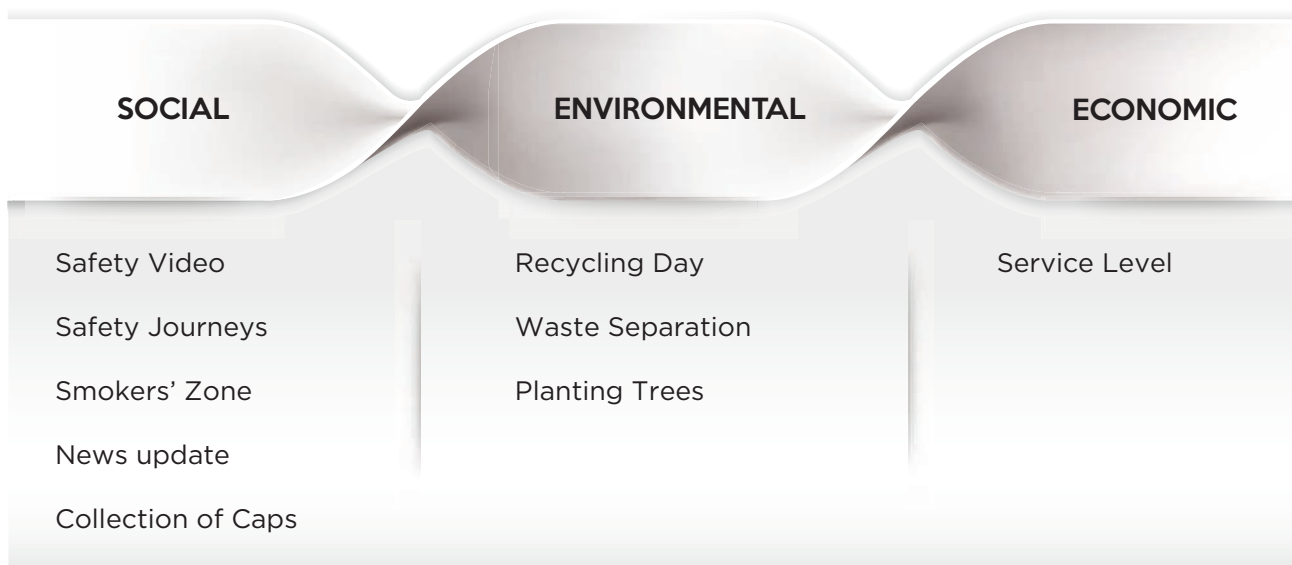 SOCIAL
Safety Video
Safety Journeys
Smokers’ Zone
News update
Collection of Caps
ENVIRONMENTAL
Recycling Day
Waste Separation
Planting Trees
ECONOMIC
Service Level